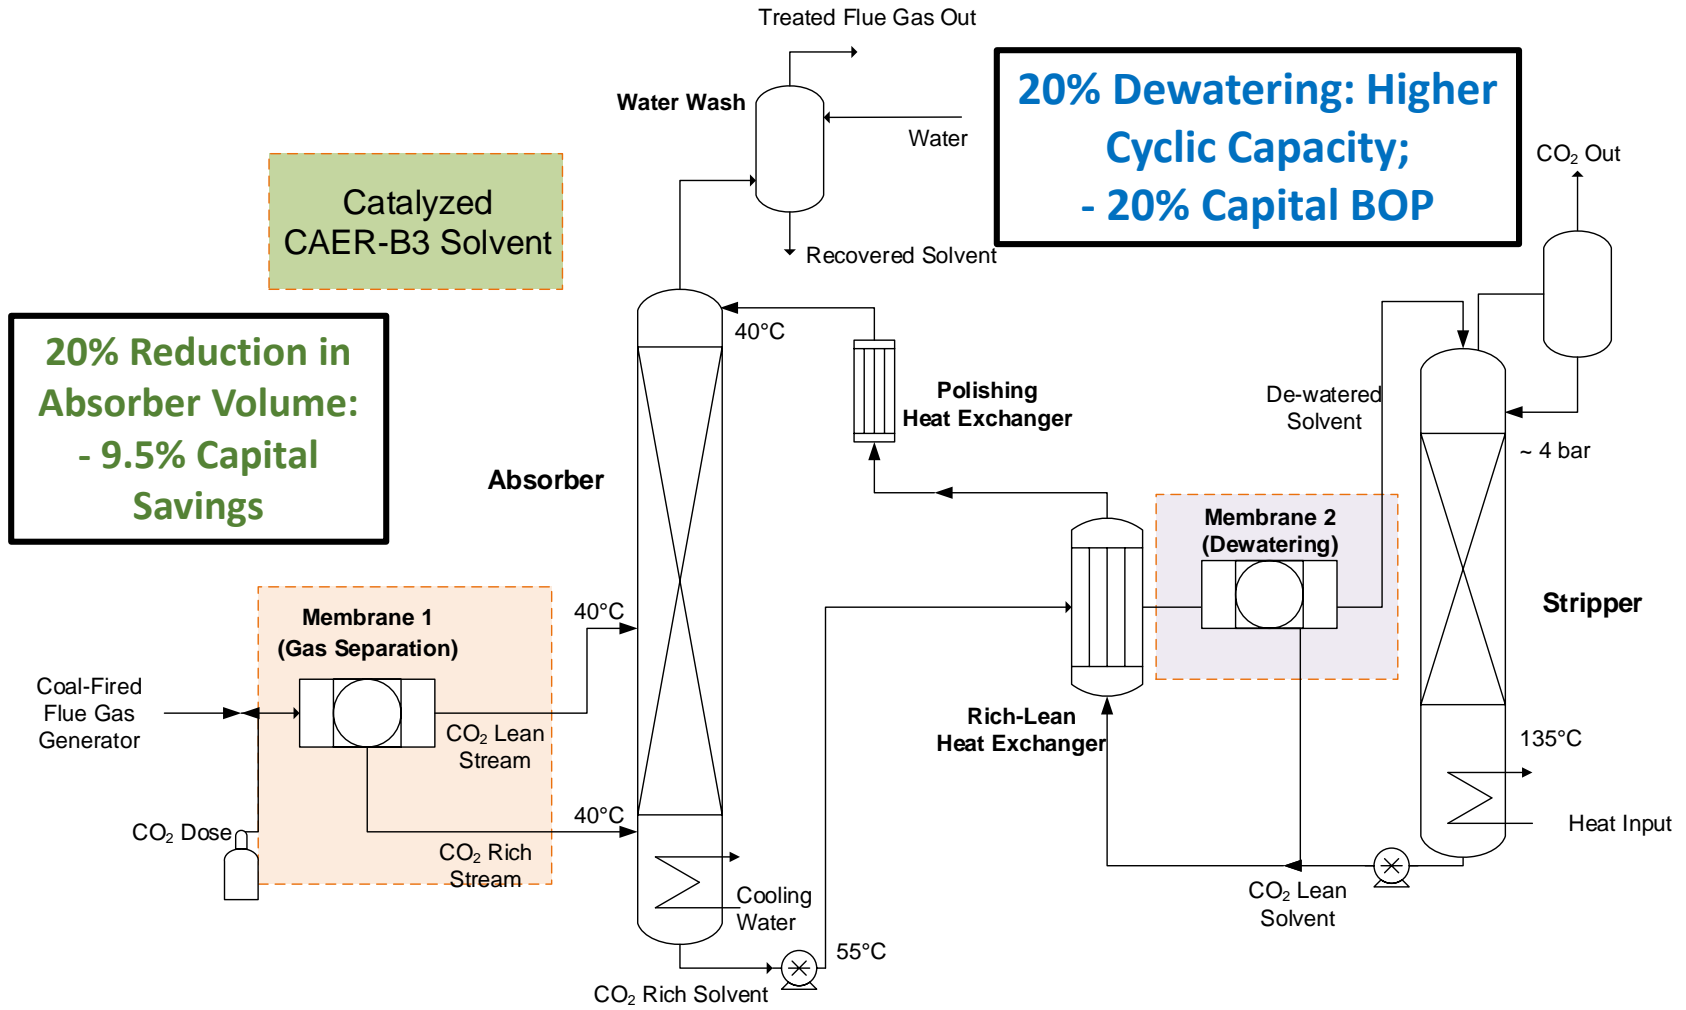 Treated Flue Gas Out
Water Wash
Water
20% Dewatering: Higher
Cyclic Capacity;
- 20% Capital BOP
CO₂ Out
Catalyzed
CAER-B3 Solvent
Recovered Solvent
20% Reduction in
Absorber Volume:
- 9.5% Capital
Savings
40°C
Polishing
Heat Exchanger
De-watered
Solvent
~ 4 bar
Absorber
Membrane 2
(Dewatering)
Stripper
Membrane 1
(Gas Separation)
40°C
Coal-Fired
Flue Gas
Generator
CO₂ Lean
Stream
Rich-Lean
Heat Exchanger
135°C
40°C
CO₂ Dose
CO₂ Rich
Stream
Heat Input
Cooling
Water
CO₂ Lean
Solvent
55°C
CO₂ Rich Solvent